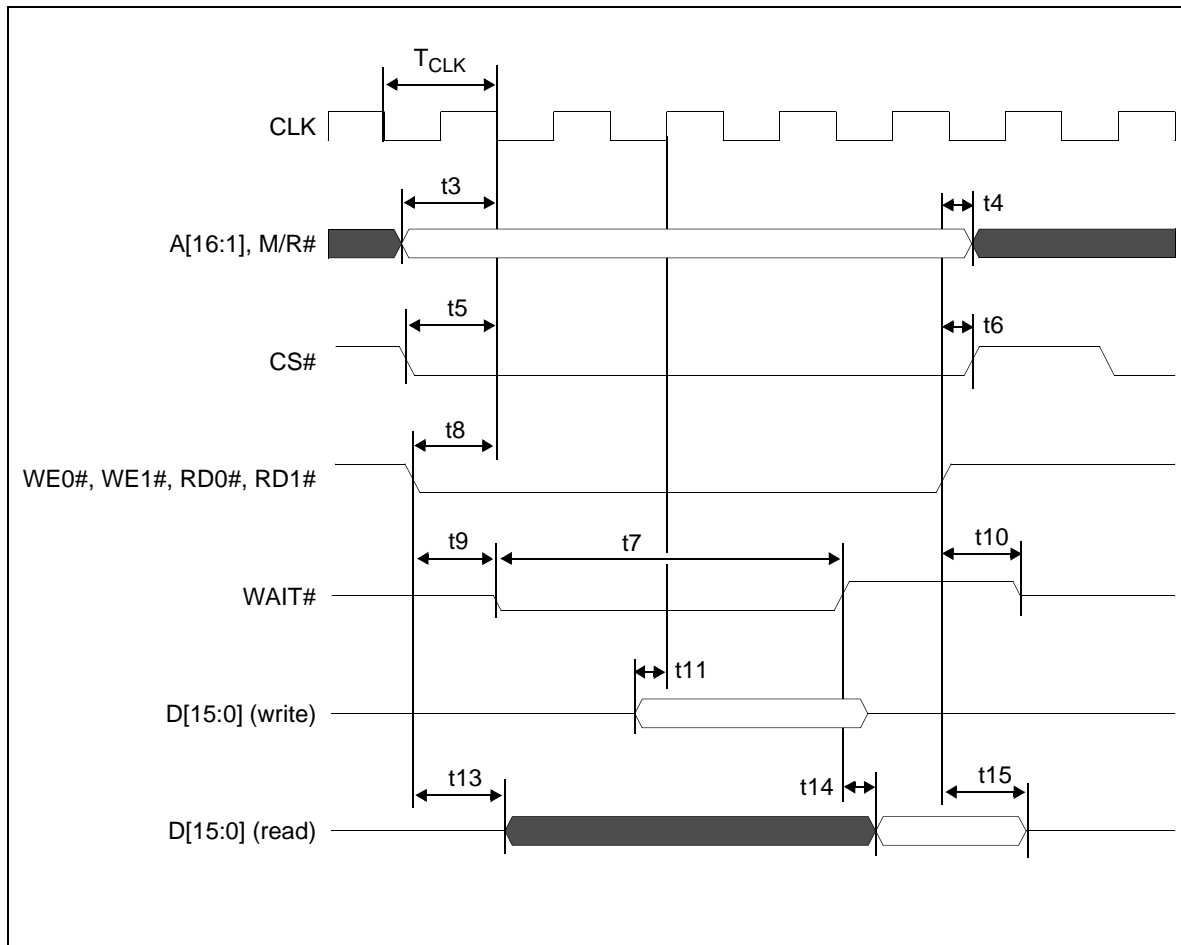 TCLK
CLK
t3
t4
A[16:1], M/R#
t5
t6
CS#
t8
WE0#, WE1#, RD0#, RD1#
t9
t7
t10
WAIT#
t11
D[15:0] (write)
t13
t14
t15
D[15:0] (read)